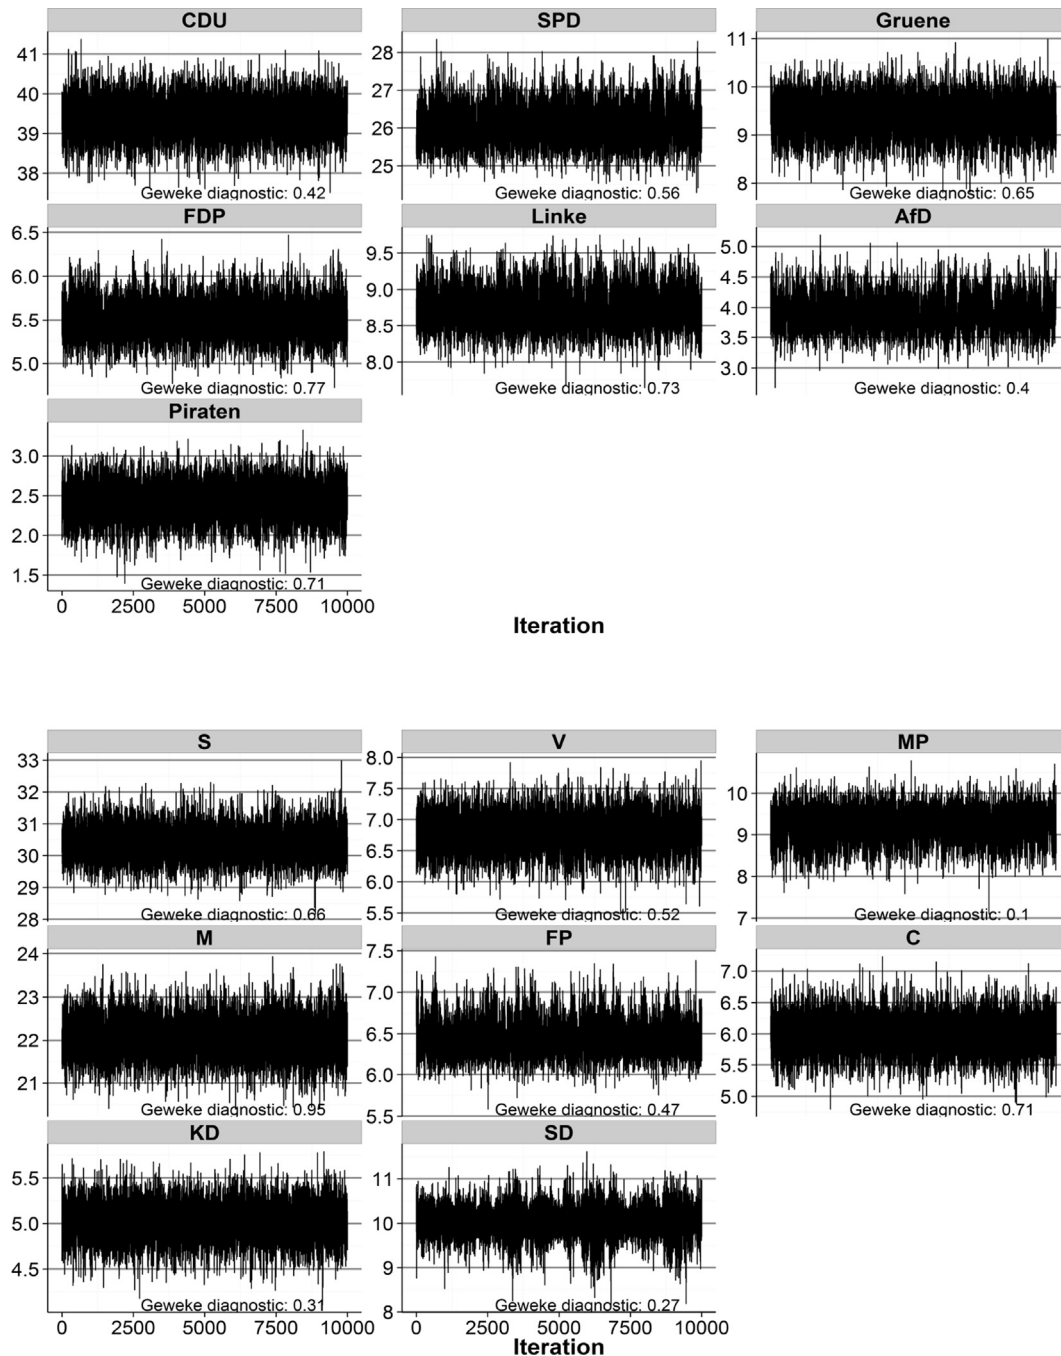 CDU SPD Gruene
41 28 11
40 27 10
39 26 9
38 25 8
Geweke diagnostic: 0.42 Geweke diagnostic: 0.56 Geweke diagnostic: 0.65
FDP Linke AfD
6.5 9.5 5.0
6.0 9.0 4.5
5.5 8.5 4.0
5.0 8.0 3.5
3.0
Geweke diagnostic: 0.77 Geweke diagnostic: 0.73 Geweke diagnostic: 0.4
Piraten
3.0
2.5
2.0
1.5
Geweke diagnostic: 0.71
0 2500 5000 7500 10000
Iteration
S V MP
33 8.0 10
32 7.5 9
31 7.0 8
30 6.5 7
29 6.0
28 5.5
Geweke diagnostic: 0.66 Geweke diagnostic: 0.52 Geweke diagnostic: 0.1
M FP C
24 7.5 7.0
23 7.0 6.5
22 6.5 6.0
21 6.0 5.5
5.5 5.0
Geweke diagnostic: 0.95 Geweke diagnostic: 0.47 Geweke diagnostic: 0.71
KD SD
5.5 11
5.0 10
4.5 9
8
Geweke diagnostic: 0.31 Geweke diagnostic: 0.27
0 2500 5000 7500 10000 0 2500 5000 7500 10000
Iteration